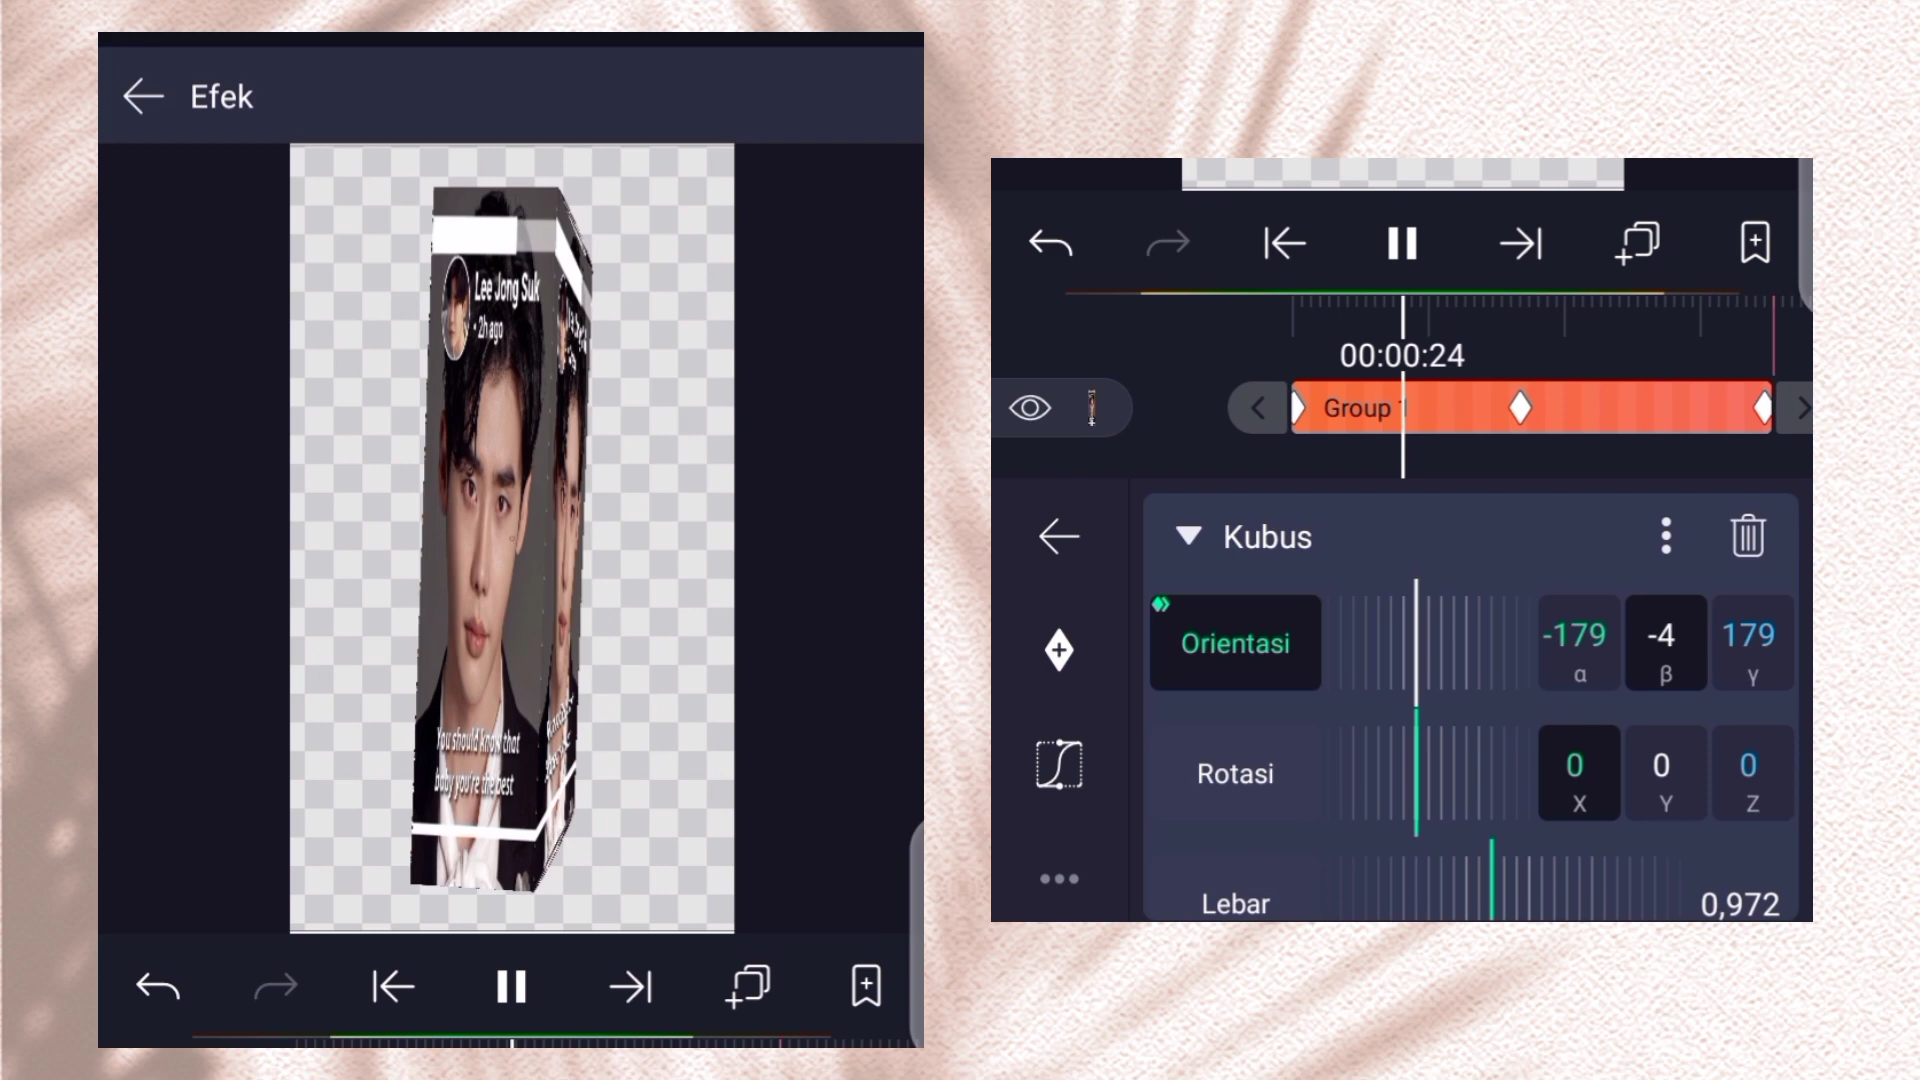 Efek
Lee Jong Suk
• 2h ago
You should know that
baby you're the best
00:00:24
Group 1
Kubus
Orientasi
-179
-4
179
α
β
γ
Rotasi
0
0
0
X
Y
Z
Lebar
0,972